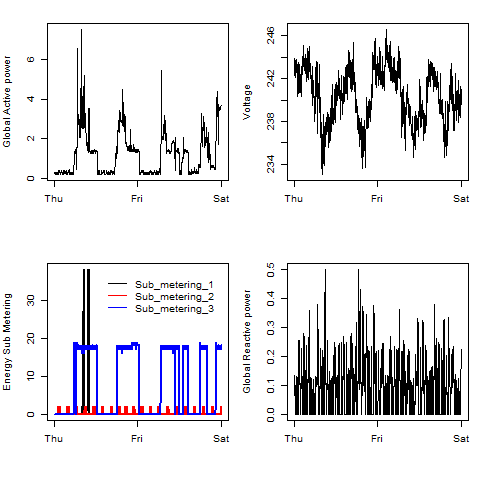 Global Active power
0 2 4 6
Thu Fri Sat
Voltage
234 238 242 246
Thu Fri Sat
Energy Sub Metering
0 10 20 30
Sub_metering_1
Sub_metering_2
Sub_metering_3
Thu Fri Sat
Global Reactive power
0.0 0.1 0.2 0.3 0.4 0.5
Thu Fri Sat